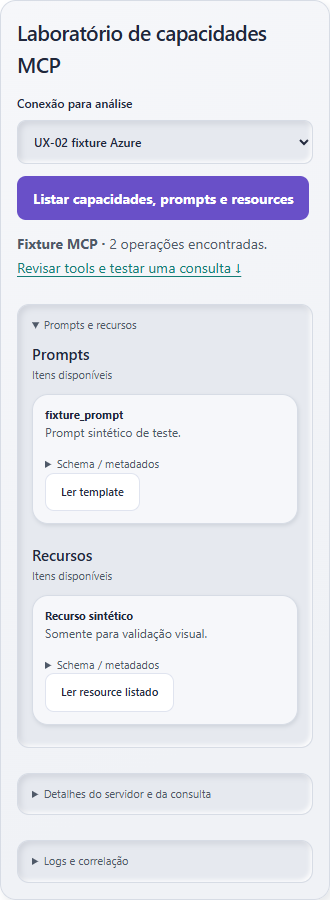 Laboratório de capacidades
MCP
Conexão para análise
UX-02 fixture Azure
Listar capacidades, prompts e resources
Fixture MCP · 2 operações encontradas.
Revisar tools e testar uma consulta ↓
▼ Prompts e recursos
Prompts
Itens disponíveis
fixture_prompt
Prompt sintético de teste.
▶ Schema / metadados
Ler template
Recursos
Itens disponíveis
Recurso sintético
Somente para validação visual.
▶ Schema / metadados
Ler resource listado
▶ Detalhes do servidor e da consulta
▶ Logs e correlação